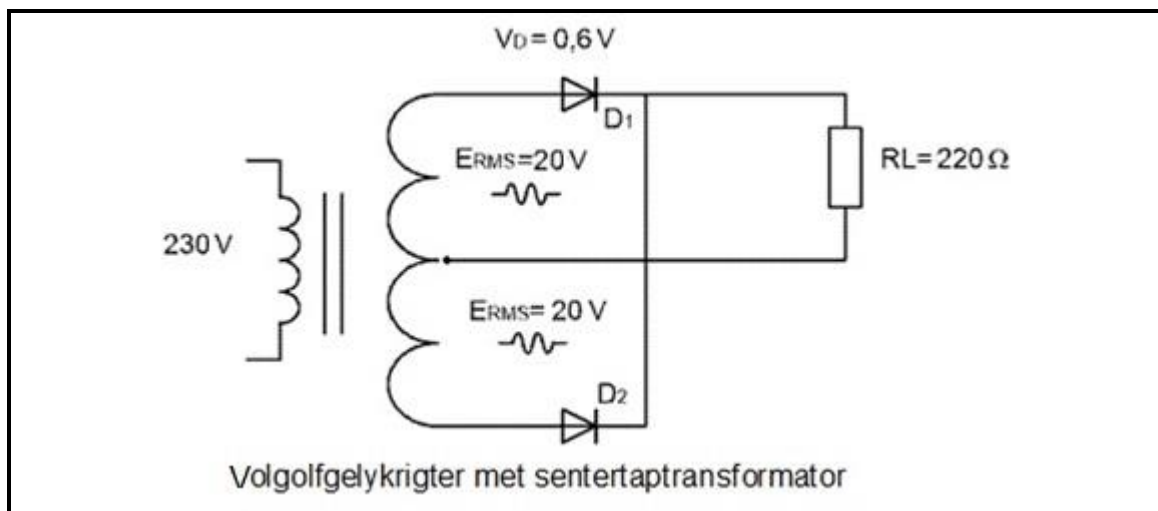 VD = 0,6 V
D1
ERMS=20 V
RL= 220 Ω
230 V
ERMS= 20 V
D2
Volgolfgelykrigter met sentertaptransformator